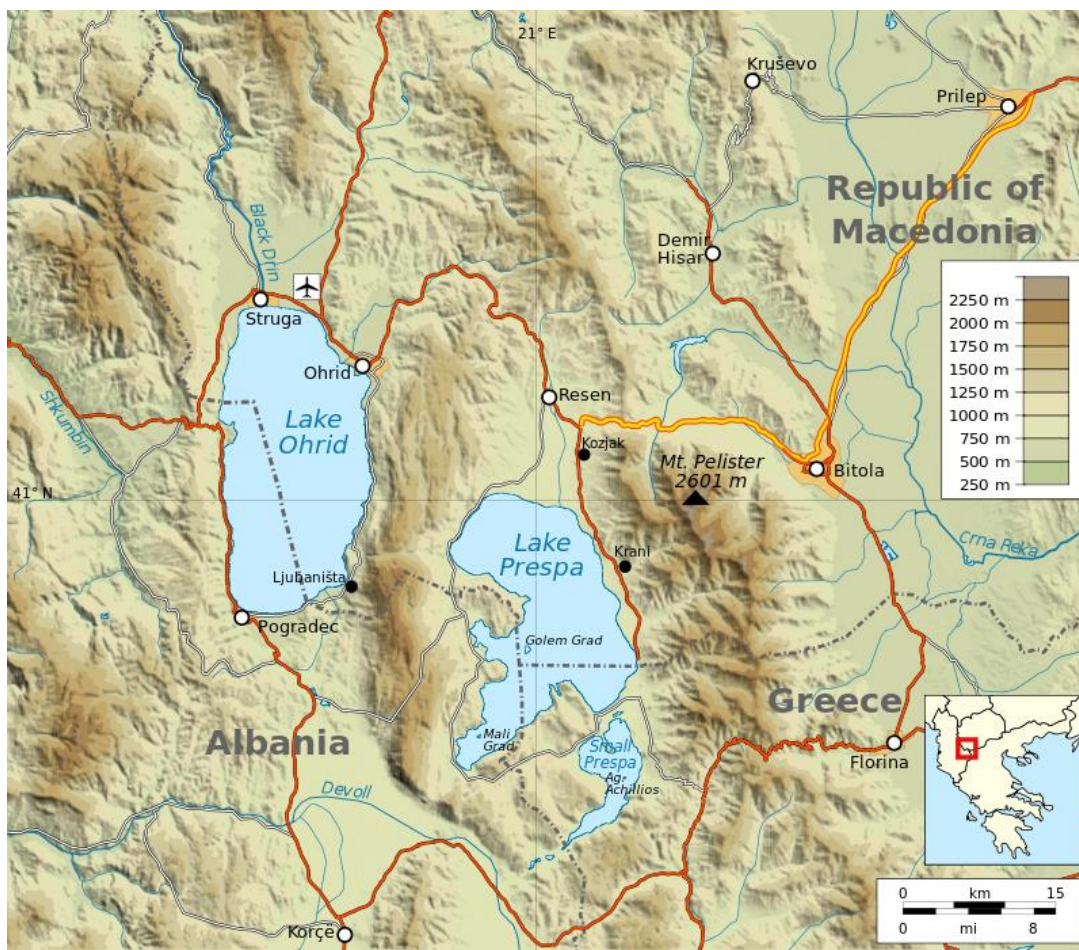 21° E
Kruševo
Prilep
Republic of
Macedonia
Black Drin
Demir
Hisar
2250 m
2000 m
1750 m
1500 m
1250 m
1000 m
750 m
500 m
250 m
Struga
Ohrid
Resen
Shkumbin
Lake
Ohrid
Kozjak
Mt. Pelister
2601 m
Bitola
41° N
Lake
Prespa
Krani
Crna Reka
Ljubaništa
Pogradec
Golem Grad
Greece
Albania
Mali
Grad
Small
Prespa
Ag.
Achillios
Florina
Devoll
Korçë
0 km 15
0 mi 8